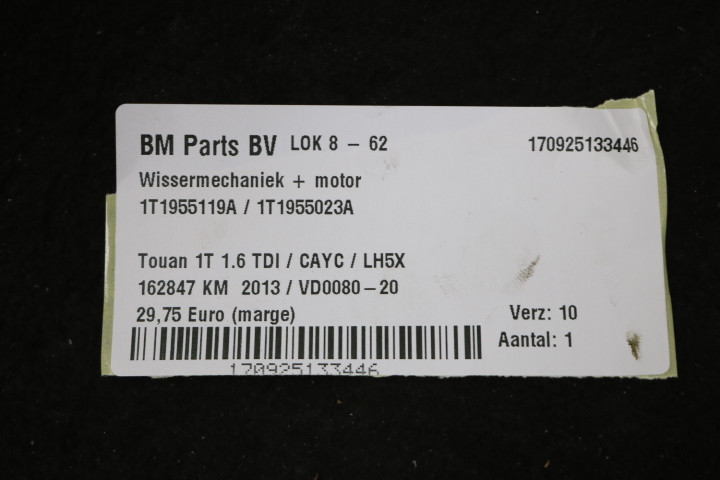 BM Parts BV LOK 8 - 62 170925133446
Wissermechaniek + motor
1T1955119A / 1T1955023A
Touan 1T 1.6 TDI / CAYC / LH5X
162847 KM 2013 / VD0080-20
29,75 Euro (marge) Verz: 10
Aantal: 1
170925133446